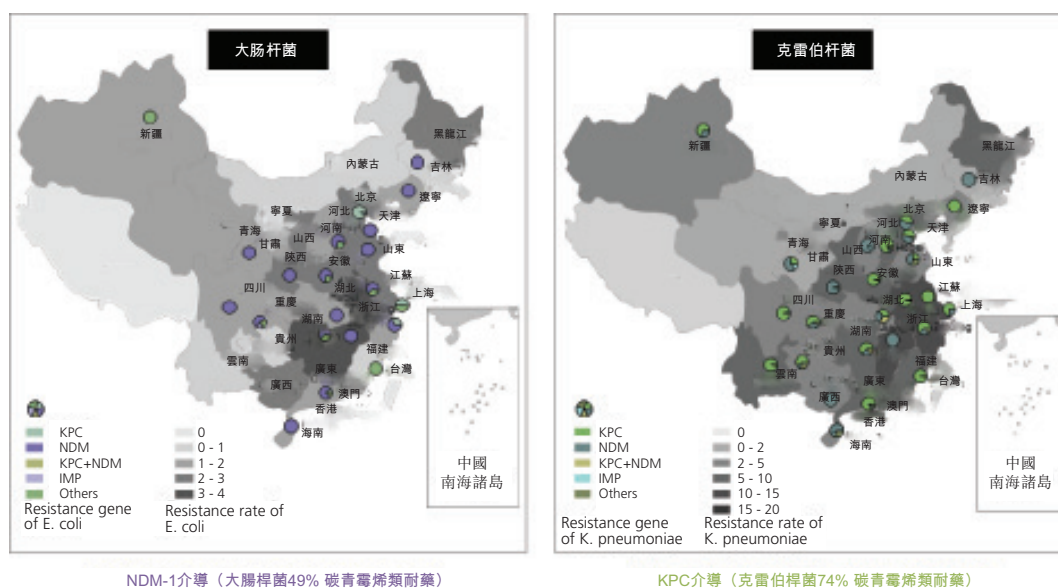 大肠杆菌
黑龍江
新疆
內蒙古
吉林
遼寧
北京
寧夏
河北
天津
河南
山西
青海
甘肅
山東
陝西
安徽
江蘇
四川
湖北
上海
重慶
浙江
湖南
貴州
福建
雲南
廣東
台灣
廣西
澳門
香港
海南
KPC
NDM
KPC+NDM
IMP
Others
Resistance gene
of E. coli
0
0 - 1
1 - 2
2 - 3
3 - 4
Resistance rate of
E. coli
中國
南海諸島
NDM-1介導（大腸桿菌49% 碳青霉烯類耐藥）
克雷伯杆菌
黑龍江
新疆
內蒙古
吉林
遼寧
北京
寧夏
河北
天津
河南
山西
青海
甘肅
山東
陝西
安徽
江蘇
四川
湖北
上海
重慶
浙江
湖南
貴州
福建
雲南
廣東
台灣
廣西
澳門
香港
海南
KPC
NDM
KPC+NDM
IMP
Others
Resistance gene
of K. pneumoniae
0
0 - 2
2 - 5
5 - 10
10 - 15
15 - 20
Resistance rate of
K. pneumoniae
中國
南海諸島
KPC介導（克雷伯桿菌74% 碳青霉烯類耐藥）